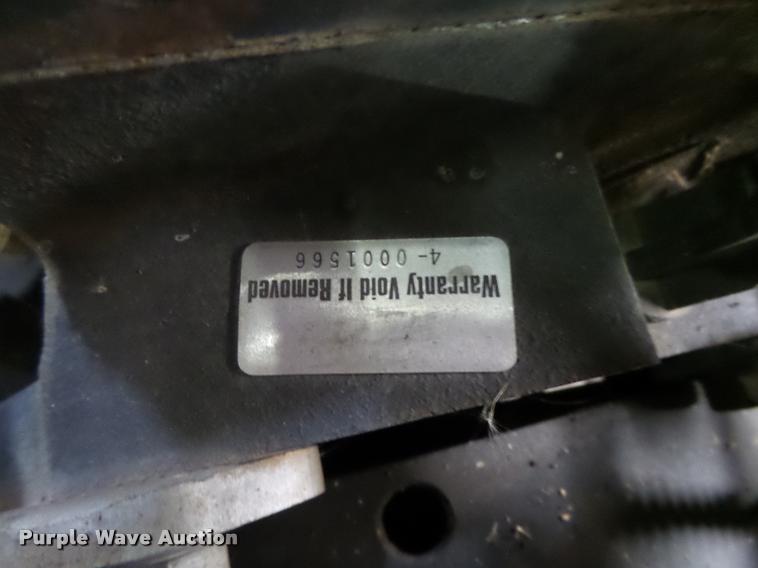 Warranty Void If Removed
4-0001566
Purple Wave Auction